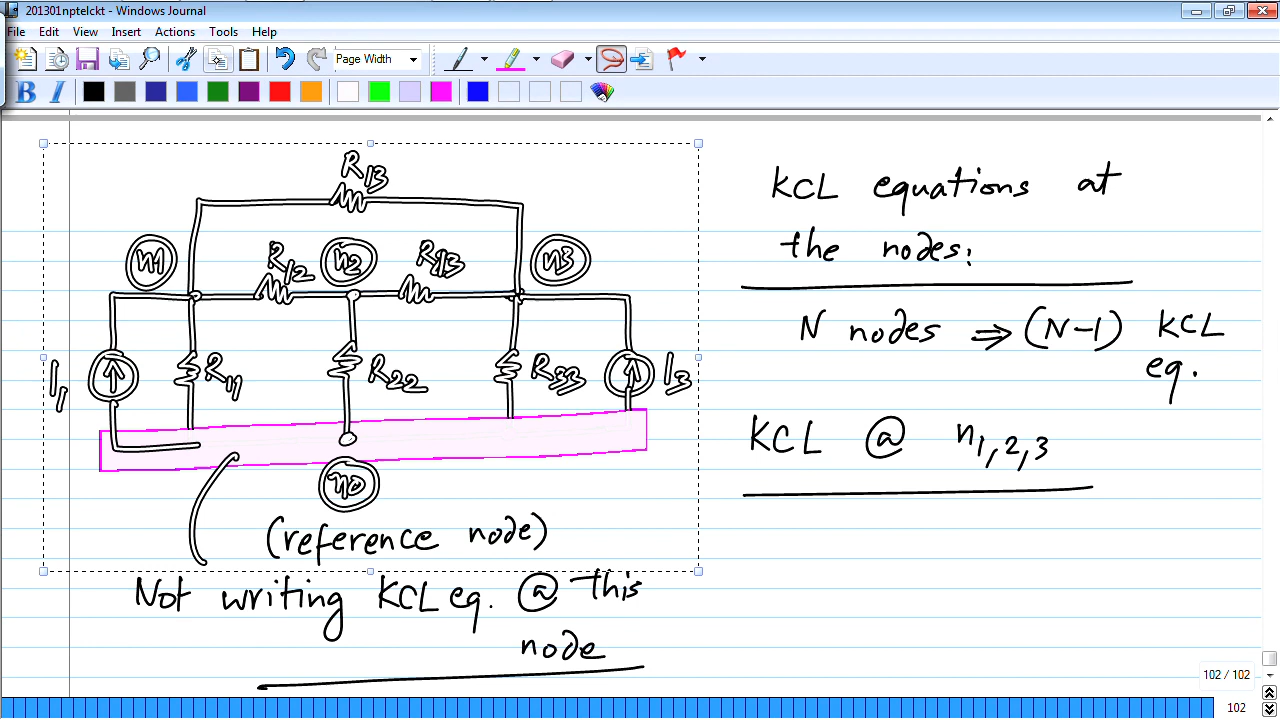 201301nptelckt - Windows Journal
File Edit View Insert Actions Tools Help
Page Width
B I
R13
n1 R12 n2 n3
I1 R11 R22 R33 I3
n0
(reference node)
Not writing KCL eq. @ this
node
KCL equations at
the nodes:
N nodes ⇒ (N-1) KCL
eq.
KCL @ n1,2,3
102 / 102
102